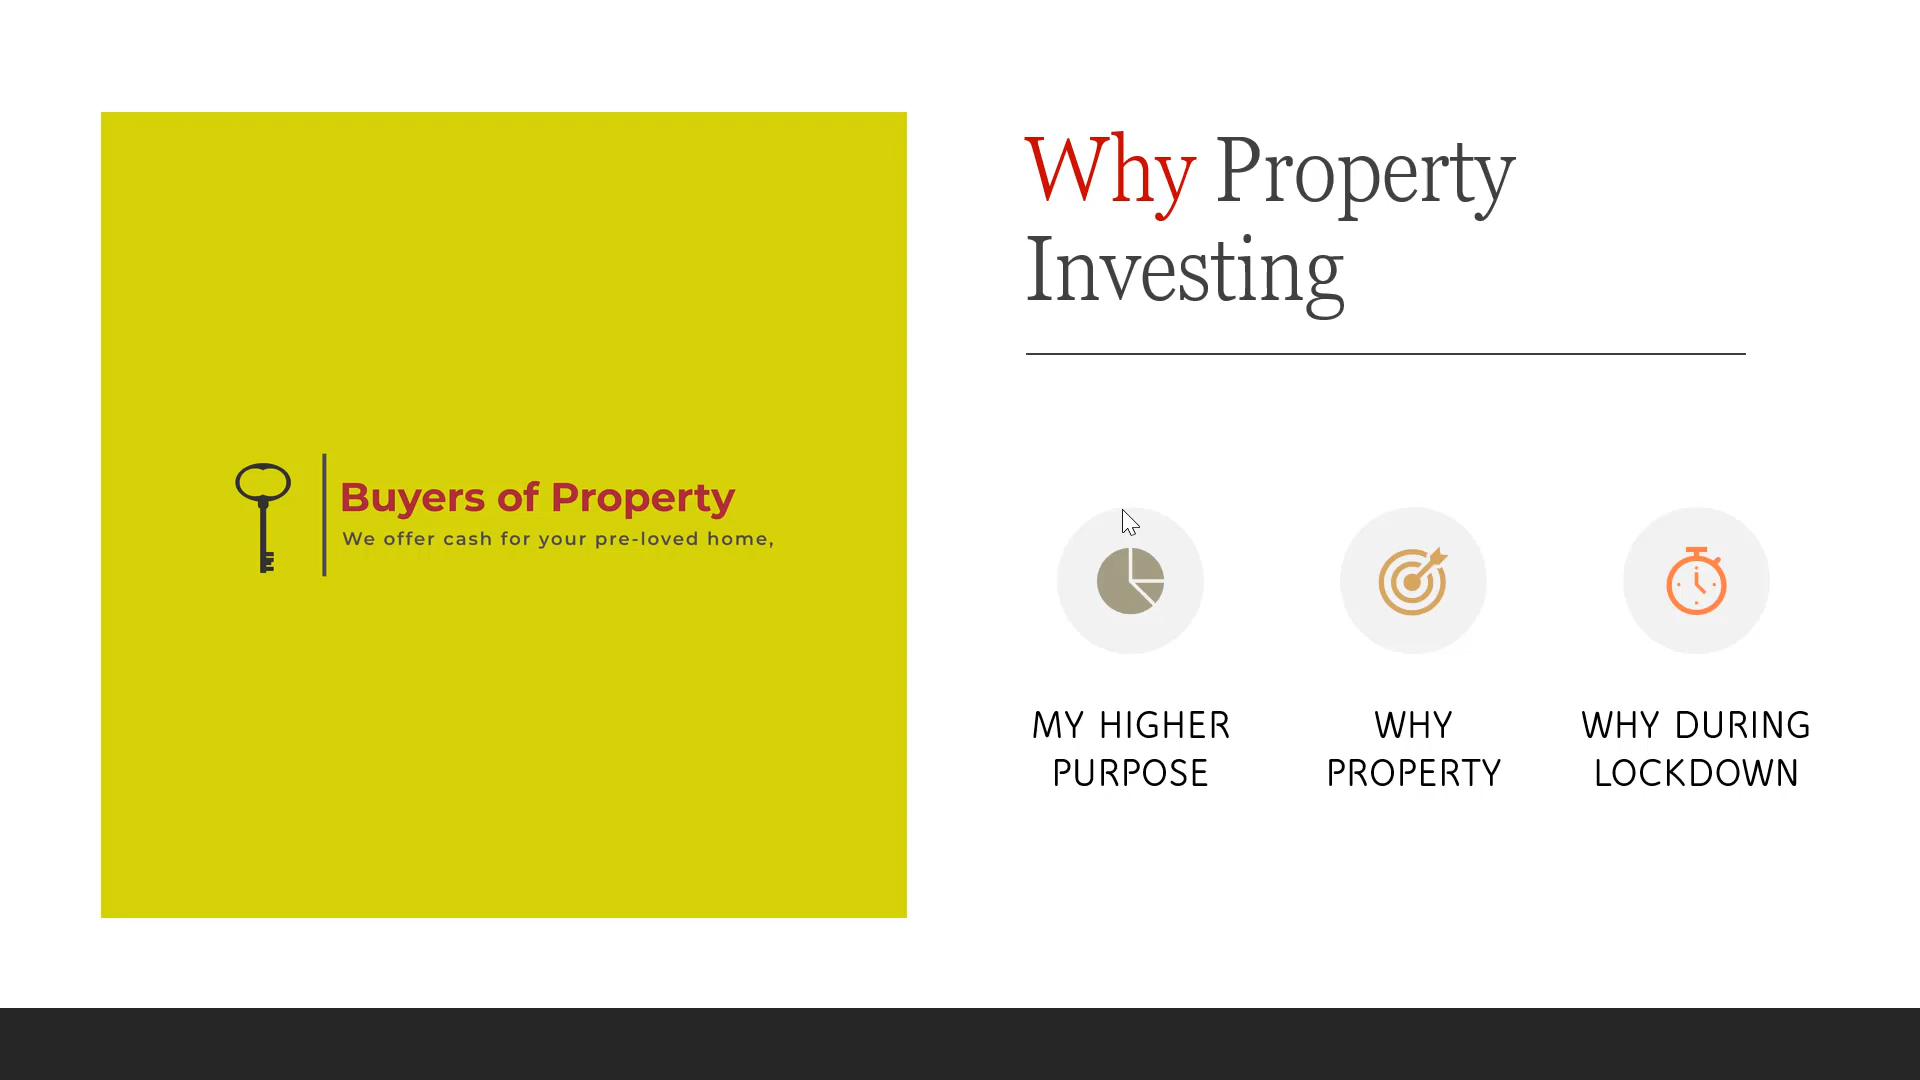 Buyers of Property
We offer cash for your pre-loved home,
Why Property
Investing
MY HIGHER
PURPOSE
WHY
PROPERTY
WHY DURING
LOCKDOWN